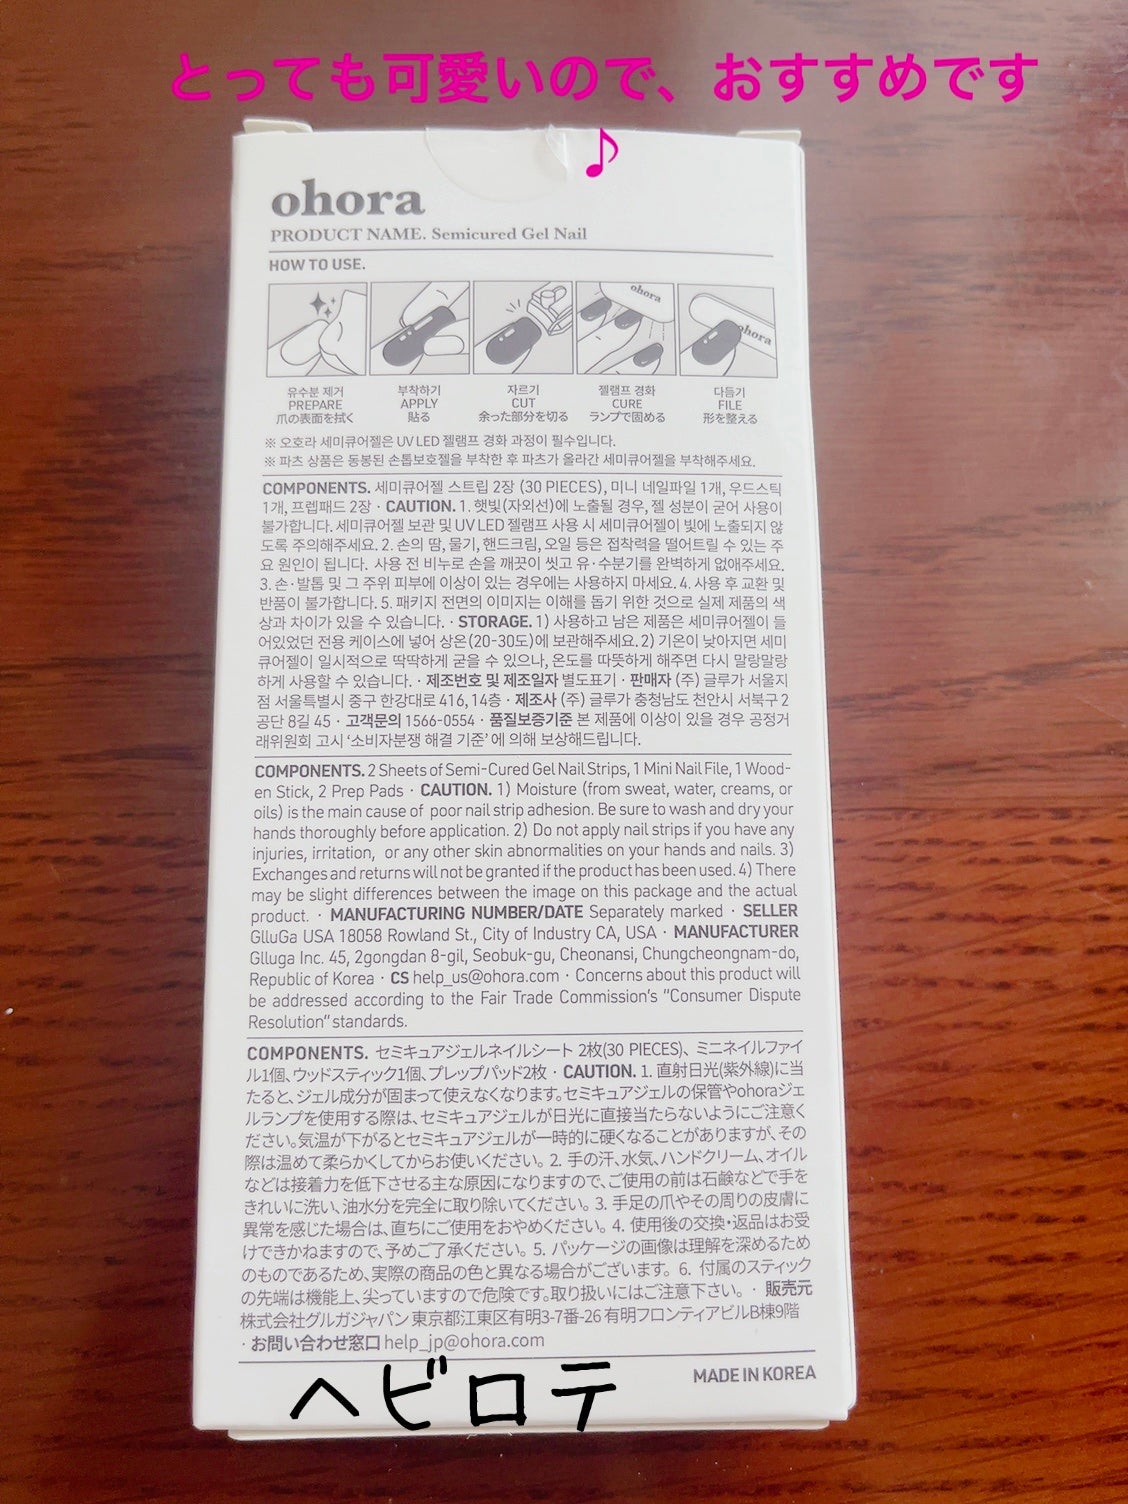 とっても可愛いので、おすすめです
♪
ohora
PRODUCT NAME. Semicured Gel Nail
HOW TO USE.
ohora
ohora
유수분 제거
PREPARE
爪の表面を拭く
부착하기
APPLY
貼る
자르기
CUT
余った部分を切る
젤램프 경화
CURE
ランプで固める
다듬기
FILE
形を整える
※ 오호라 세미큐어젤은 UV LED 젤램프 경화 과정이 필수입니다.
※ 파츠 상품은 동봉된 손톱보호젤을 부착한 후 파츠가 올라간 세미큐어젤을 부착해주세요.
COMPONENTS. 세미큐어젤 스트립 2장 (30 PIECES), 미니 네일파일 1개, 우드스틱
1개, 프렙패드 2장 · CAUTION. 1. 햇빛(자외선)에 노출될 경우, 젤 성분이 굳어 사용이
불가합니다. 세미큐어젤 보관 및 UV LED 젤램프 사용 시 세미큐어젤이 빛에 노출되지 않
도록 주의해주세요. 2. 손의 땀, 물기, 핸드크림, 오일 등은 접착력을 떨어트릴 수 있는 주
요 원인이 됩니다. 사용 전 비누로 손을 깨끗이 씻고 유·수분기를 완벽하게 없애주세요.
3. 손·발톱 및 그 주위 피부에 이상이 있는 경우에는 사용하지 마세요. 4. 사용 후 교환 및
반품이 불가합니다. 5. 패키지 전면의 이미지는 이해를 돕기 위한 것으로 실제 제품의 색
상과 차이가 있을 수 있습니다. · STORAGE. 1) 사용하고 남은 제품은 세미큐어젤이 들
어있었던 전용 케이스에 넣어 상온(20-30도)에 보관해주세요. 2) 기온이 낮아지면 세미
큐어젤이 일시적으로 딱딱하게 굳을 수 있으나, 온도를 따뜻하게 해주면 다시 말랑말랑
하게 사용할 수 있습니다. · 제조번호 및 제조일자 별도표기 · 판매자 (주) 글루가 서울지
점 서울특별시 중구 한강대로 416, 14층 · 제조사 (주) 글루가 충청남도 천안시 서북구 2
공단 8길 45 · 고객문의 1566-0554 · 품질보증기준 본 제품에 이상이 있을 경우 공정거
래위원회 고시 ‘소비자분쟁 해결 기준’ 에 의해 보상해드립니다.
COMPONENTS. 2 Sheets of Semi-Cured Gel Nail Strips, 1 Mini Nail File, 1 Wood-
en Stick, 2 Prep Pads · CAUTION. 1) Moisture (from sweat, water, creams, or
oils) is the main cause of poor nail strip adhesion. Be sure to wash and dry your
hands thoroughly before application. 2) Do not apply nail strips if you have any
injuries, irritation, or any other skin abnormalities on your hands and nails. 3)
Exchanges and returns will not be granted if the product has been used. 4) There
may be slight differences between the image on this package and the actual
product. · MANUFACTURING NUMBER/DATE Separately marked · SELLER
GlluGa USA 18058 Rowland St., City of Industry CA, USA · MANUFACTURER
Glluga Inc. 45, 2gongdan 8-gil, Seobuk-gu, Cheonansi, Chungcheongnam-do,
Republic of Korea · CS help_us@ohora.com · Concerns about this product will
be addressed according to the Fair Trade Commission's “Consumer Dispute
Resolution” standards.
COMPONENTS. セミキュアジェルネイルシート 2枚(30 PIECES)、ミニネイルファイ
ル1個、ウッドスティック1個、プレップパッド2枚 · CAUTION. 1. 直射日光(紫外線)に当
たると、ジェル成分が固まって使えなくなります。セミキュアジェルの保管やohoraジェ
ルランプを使用する際は、セミキュアジェルが日光に直接当たらないようにご注意く
ださい。気温が下がるとセミキュアジェルが一時的に硬くなることがありますが、その
際は温めて柔らかくしてからお使いください。2. 手の汗、水気、ハンドクリーム、オイル
などは接着力を低下させる主な原因になりますので、ご使用の前は石鹸などで手を
きれいに洗い、油水分を完全に取り除いてください。3. 手足の爪やその周りの皮膚に
異常を感じた場合は、直ちにご使用をおやめください。4. 使用後の交換・返品はお受
けできかねますので、予めご了承ください。5. パッケージの画像は理解を深めるため
のものであるため、実際の商品の色と異なる場合がございます。6. 付属のスティック
の先端は機能上、尖っていますので危険です。取り扱いにはご注意下さい。 · 販売元
株式会社グルガジャパン 東京都江東区有明3-7番-26 有明フロンティアビルB棟9階
· お問い合わせ窓口 help_jp@ohora.com
MADE IN KOREA
ヘビロテ